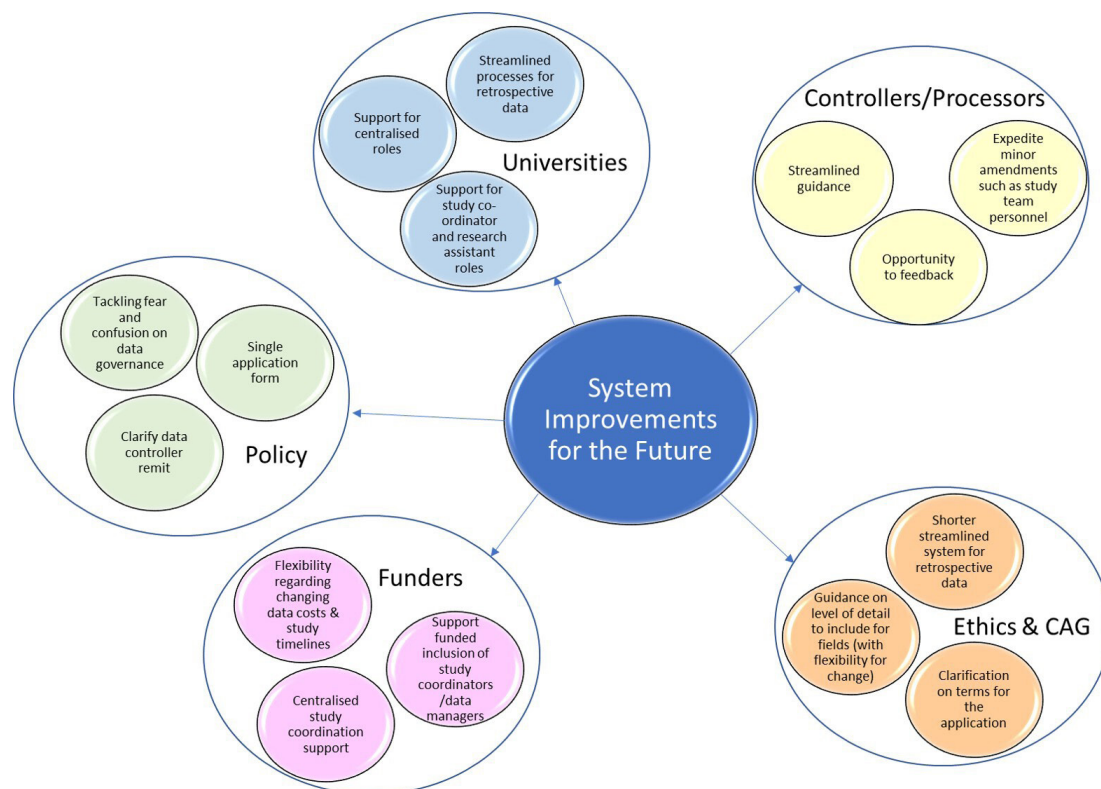 Streamlined
processes for
retrospective
data
Support for
centralised
roles
Universities
Support for
study co-
ordinator
and research
assistant
roles
Controllers/Processors
Streamlined
guidance
Expedite
minor
amendments
such as study
team
personnel
Opportunity
to feedback
Tackling fear
and
confusion on
data
governance
Single
application
form
Clarify data
controller
remit
Policy
System
Improvements
for the Future
Flexibility
regarding
changing
data costs &
study
timelines
Funders
Support
funded
inclusion of
study
coordinators
/data
managers
Centralised
study
coordination
support
Shorter
streamlined
system for
retrospective
data
Guidance on
level of detail
to include for
fields (with
flexibility for
change)
Ethics & CAG
Clarification
on terms for
the
application